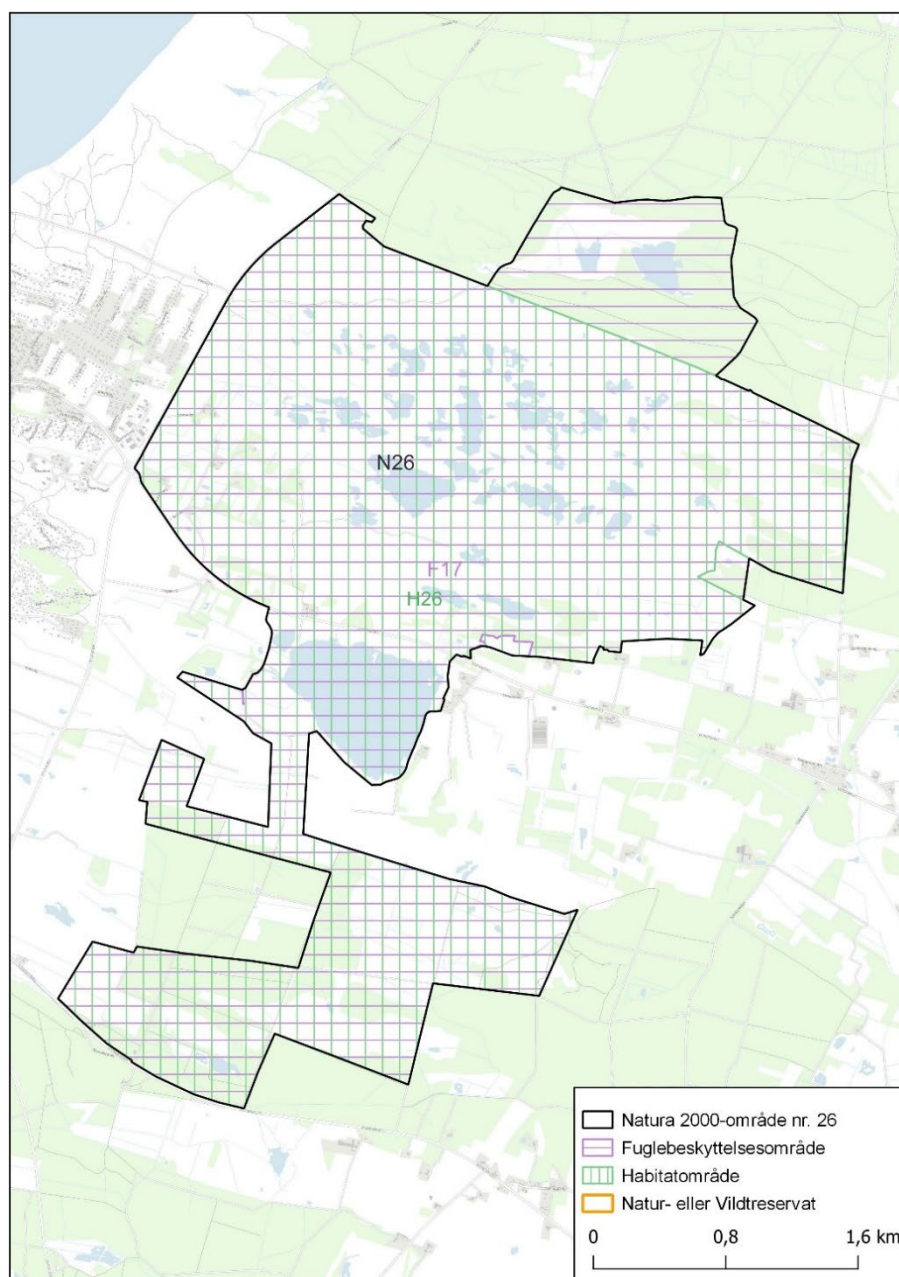 N26
F17
H26
Natura 2000-område nr. 26
Fuglebeskyttelsesområde
Habitatområde
Natur- eller Vildtreservat
0 0,8 1,6 km